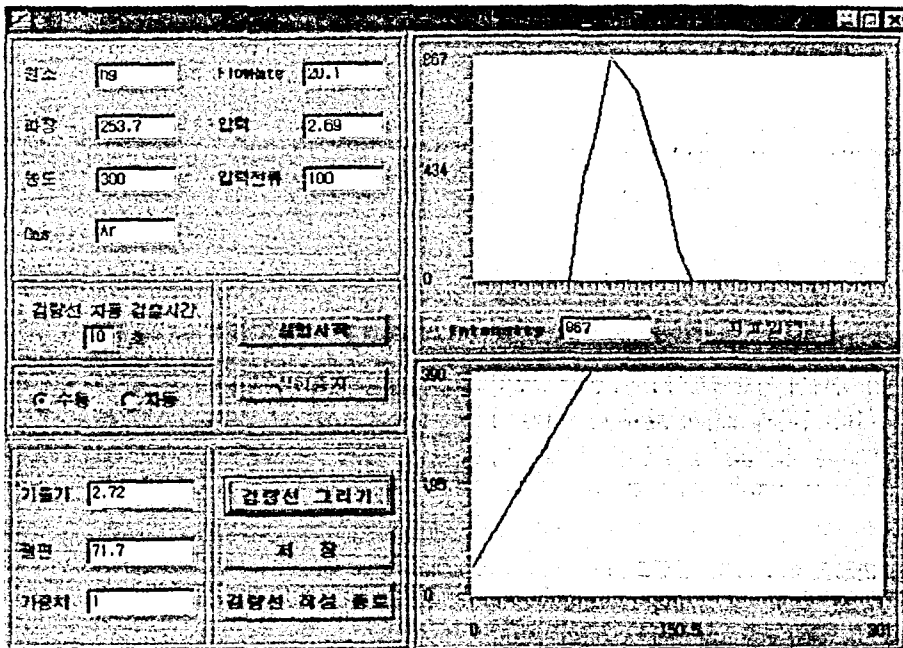 원소 Hg Flowrate 20.1
파장 253.7 압력 2.69
농도 300 입력전류 100
Gas Ar
검량선 자동 검출시간
10 초
실험시작
수동 자동
기울기 2.72
절편 71.7
가중치 1
검량선 그리기
저 장
검량선 작성 종료
867
434
0
Intensity 867
390
195
0
0 150.5 301